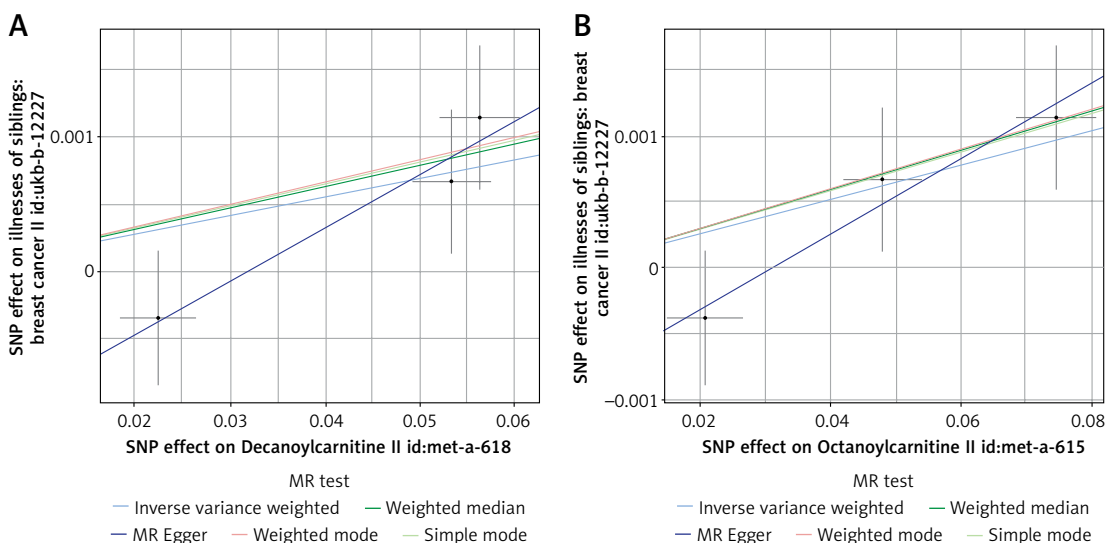 A
SNP effect on illnesses of siblings:
breast cancer II id:ukb-b-12227
0.001
0
0.02 0.03 0.04 0.05 0.06
SNP effect on Decanoylcarnitine II id:met-a-618
MR test
Inverse variance weighted Weighted median
MR Egger Weighted mode Simple mode
B
SNP effect on illnesses of siblings: breast
cancer II id:ukb-b-12227
0.001
0
–0.001
0.02 0.04 0.06 0.08
SNP effect on Octanoylcarnitine II id:met-a-615
MR test
Inverse variance weighted Weighted median
MR Egger Weighted mode Simple mode